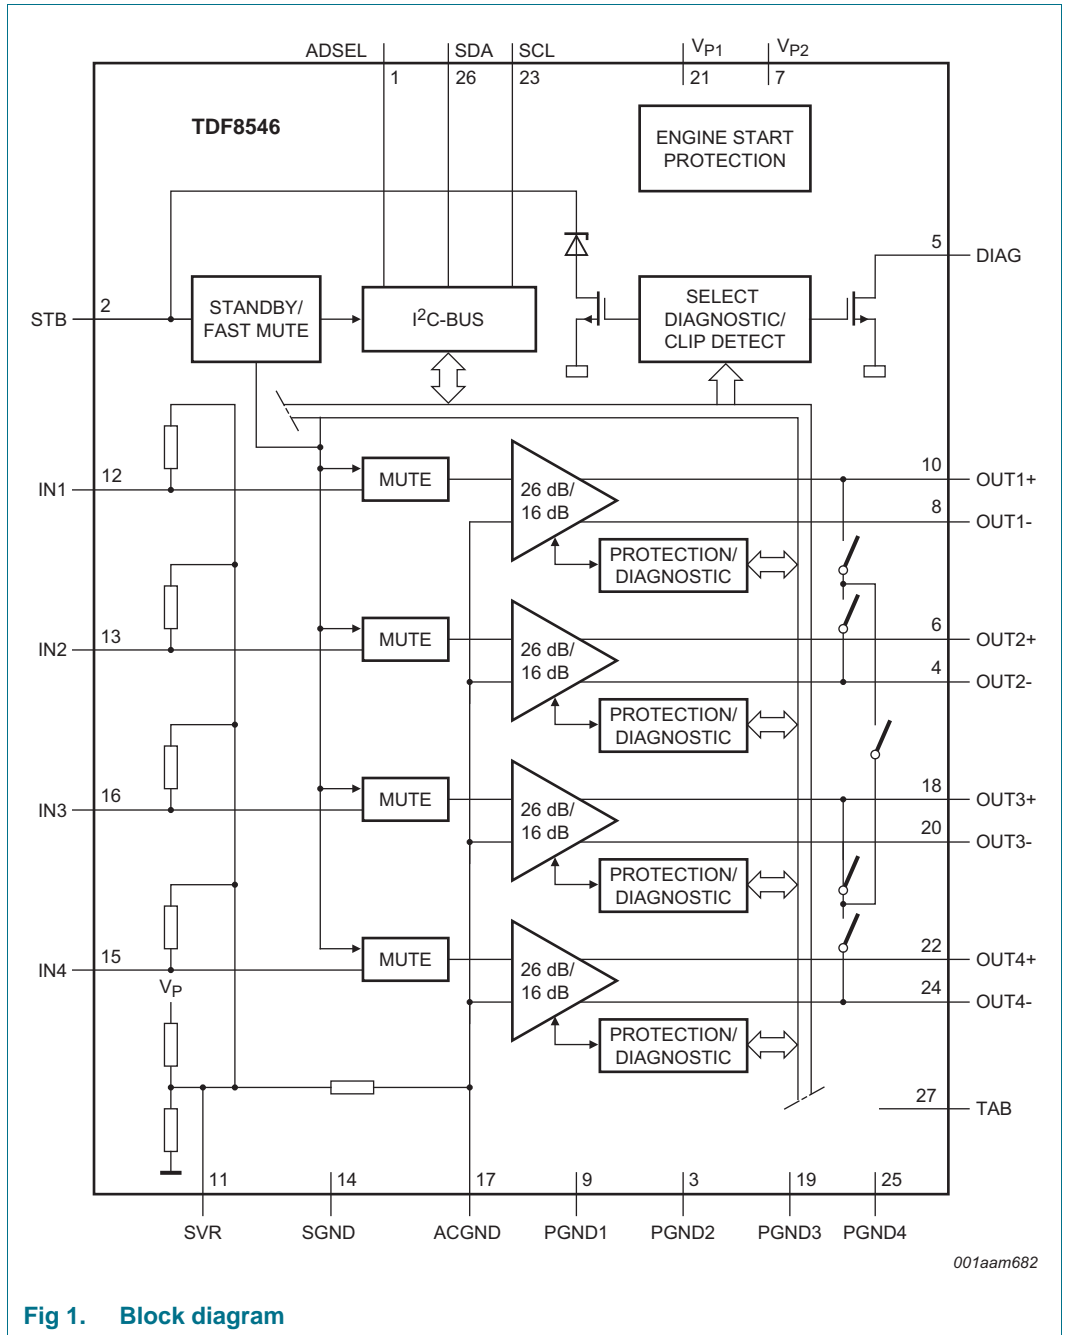 ADSEL SDA SCL VP1 VP2
1 26 23 21 7
TDF8546
ENGINE START
PROTECTION
5 DIAG
STB 2
STANDBY/
FAST MUTE
I2C-BUS
SELECT
DIAGNOSTIC/
CLIP DETECT
IN1 12
MUTE
26 dB/
16 dB
10 OUT1+
8 OUT1-
PROTECTION/
DIAGNOSTIC
IN2 13
MUTE
26 dB/
16 dB
6 OUT2+
4 OUT2-
PROTECTION/
DIAGNOSTIC
IN3 16
MUTE
26 dB/
16 dB
18 OUT3+
20 OUT3-
PROTECTION/
DIAGNOSTIC
IN4 15
MUTE
26 dB/
16 dB
22 OUT4+
24 OUT4-
VP
PROTECTION/
DIAGNOSTIC
27 TAB
11 14 17 9 3 19 25
SVR SGND ACGND PGND1 PGND2 PGND3 PGND4
001aam682
Fig 1. Block diagram